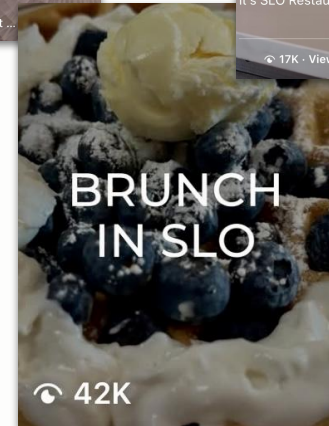 t ...
It's SLO Restau
17K · View
BRUNCH
IN SLO
42K